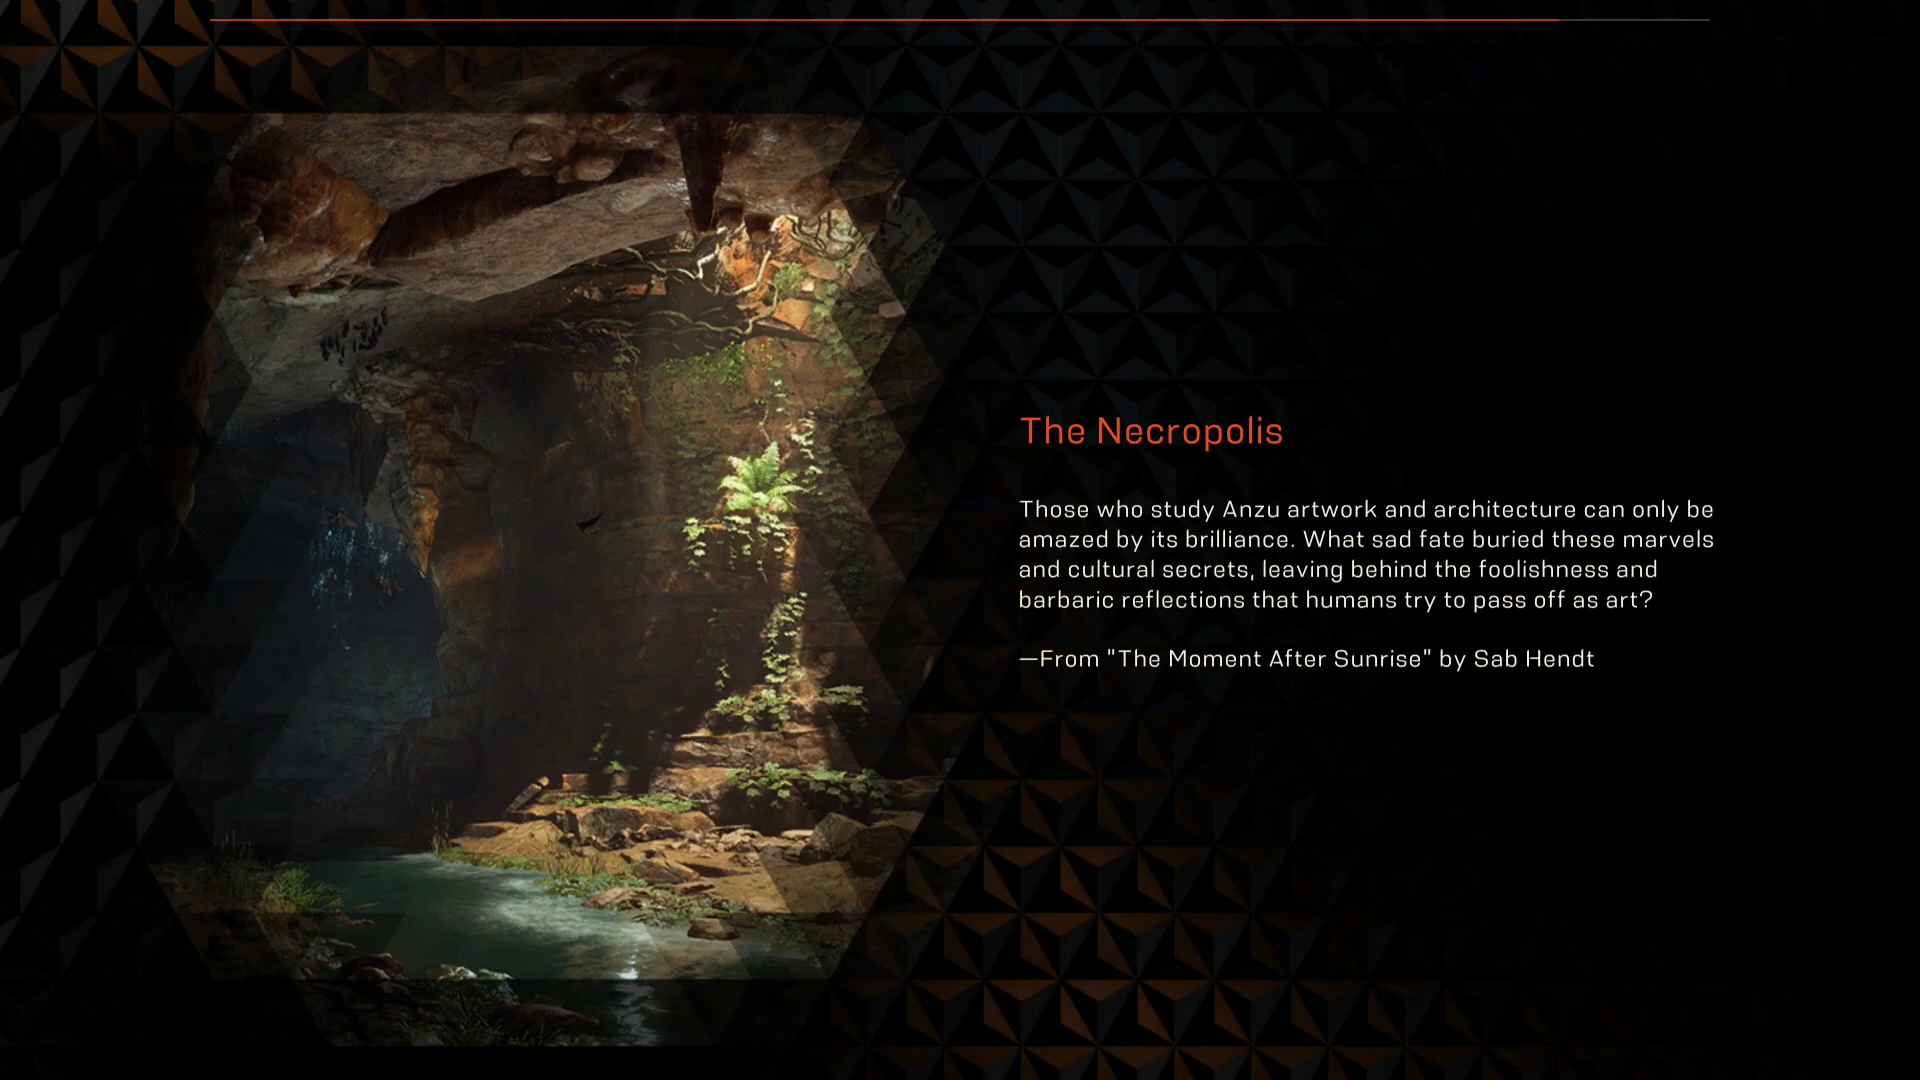 The Necropolis
Those who study Anzu artwork and architecture can only be
amazed by its brilliance. What sad fate buried these marvels
and cultural secrets, leaving behind the foolishness and
barbaric reflections that humans try to pass off as art?
—From "The Moment After Sunrise" by Sab Hendt